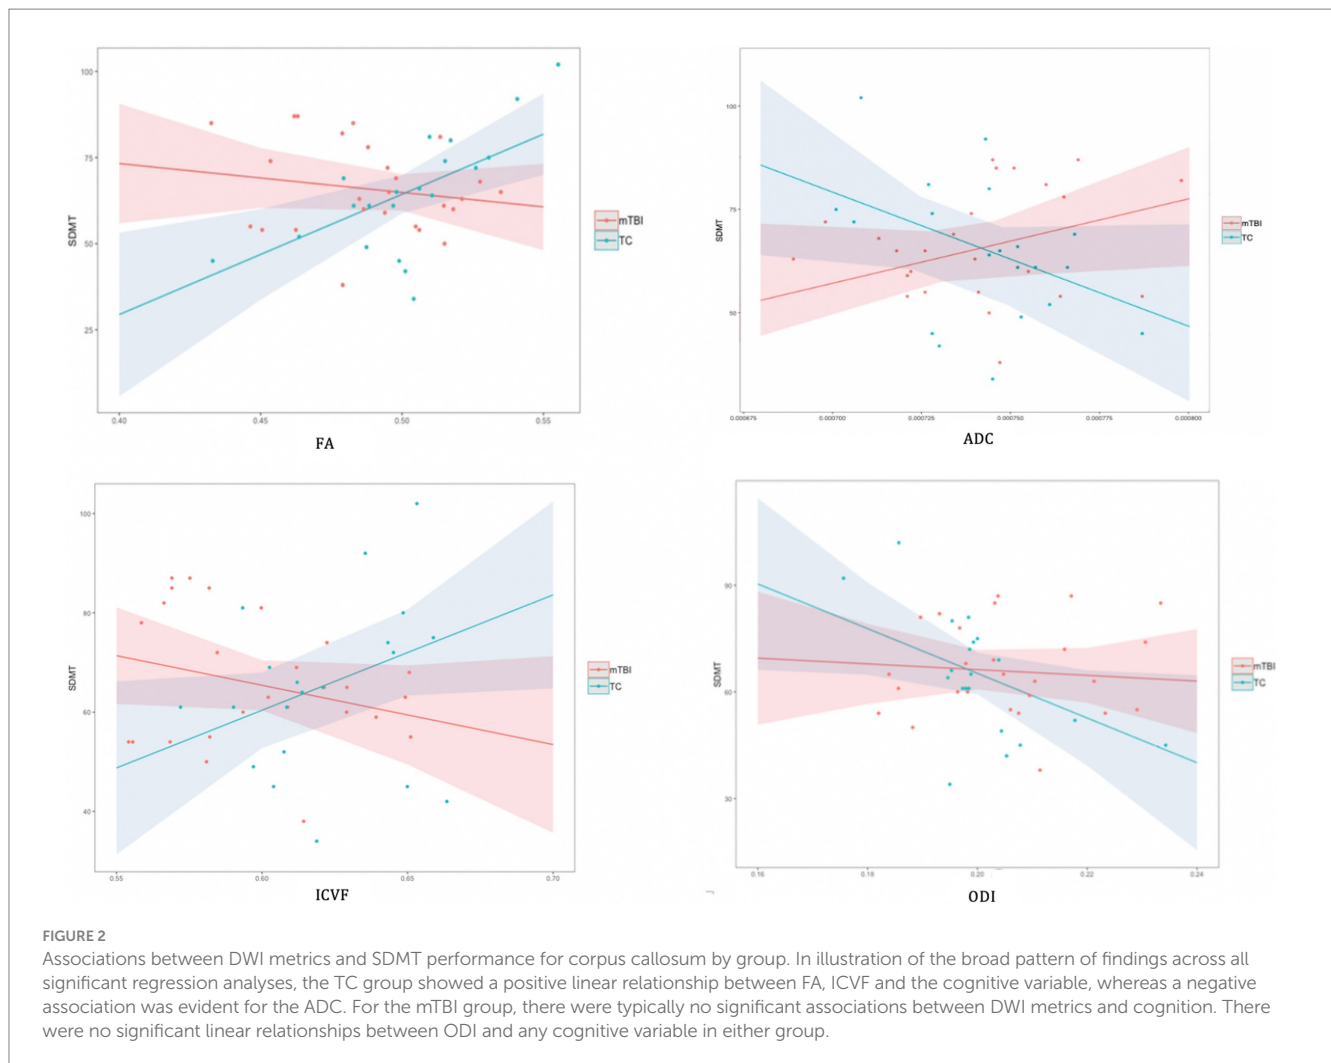 100
75
50
25
SDMT
0.40 0.45 0.50 0.55
FA
mTBI
TC
100
75
50
SDMT
0.000675 0.000700 0.000725 0.000750 0.000775 0.000800
ADC
mTBI
TC
100
80
60
40
SDMT
0.55 0.60 0.65 0.70
ICVF
mTBI
TC
90
60
30
SDMT
0.16 0.18 0.20 0.22 0.24
ODI
mTBI
TC
FIGURE 2
Associations between DWI metrics and SDMT performance for corpus callosum by group. In illustration of the broad pattern of findings across all
significant regression analyses, the TC group showed a positive linear relationship between FA, ICVF and the cognitive variable, whereas a negative
association was evident for the ADC. For the mTBI group, there were typically no significant associations between DWI metrics and cognition. There
were no significant linear relationships between ODI and any cognitive variable in either group.